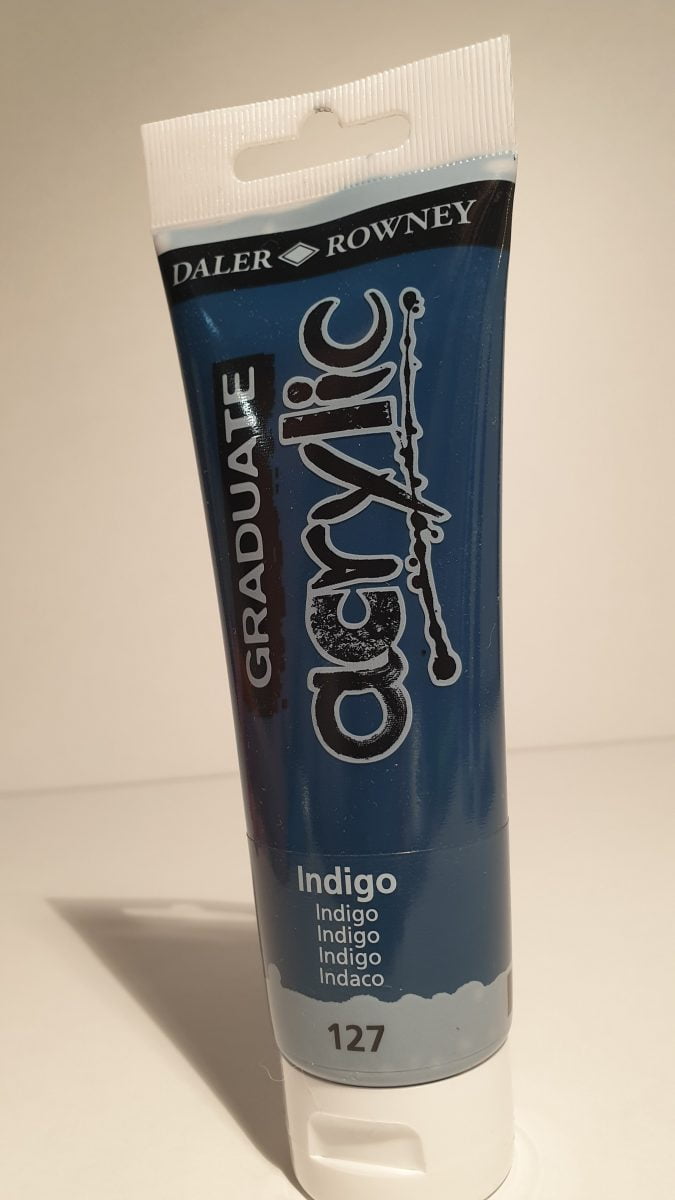 DALER ROWNEY
GRADUATE
acrylic
Indigo
Indigo
Indigo
Indigo
Indaco
127